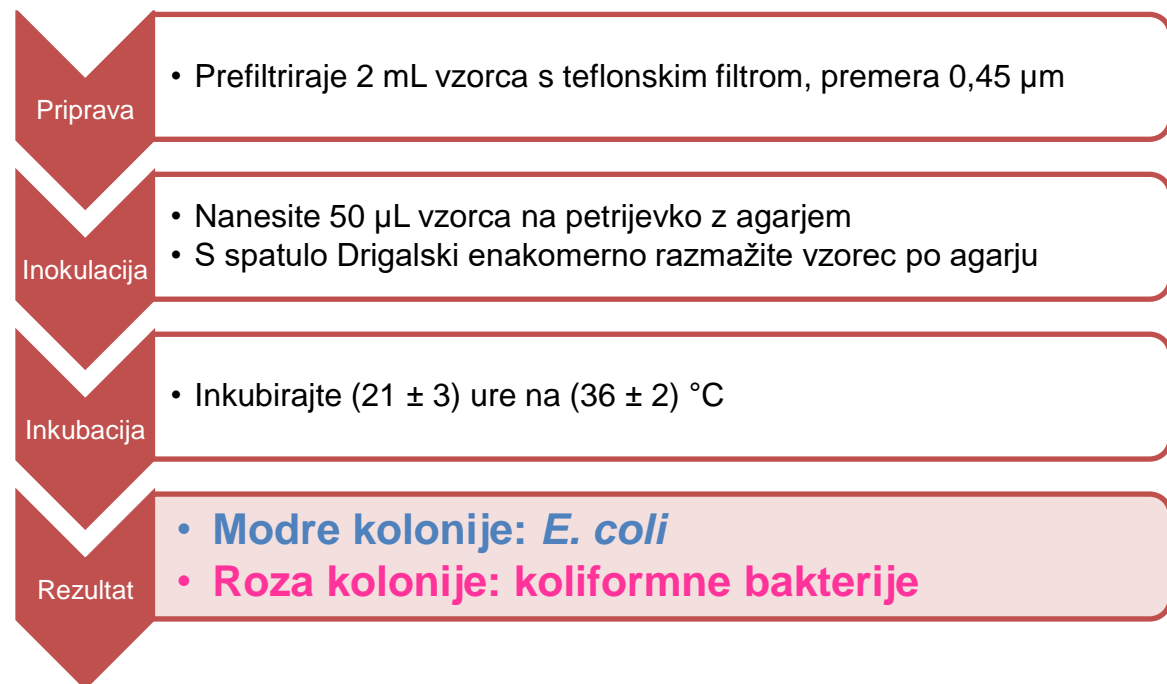 Priprava
• Prefiltriraje 2 mL vzorca s teflonskim filtrom, premera 0,45 µm
Inokulacija
• Nanesite 50 µL vzorca na petrijevko z agarjem
• S spatulo Drigalski enakomerno razmažite vzorec po agarju
Inkubacija
• Inkubirajte (21 ± 3) ure na (36 ± 2) °C
Rezultat
• Modre kolonije: E. coli
• Roza kolonije: koliformne bakterije